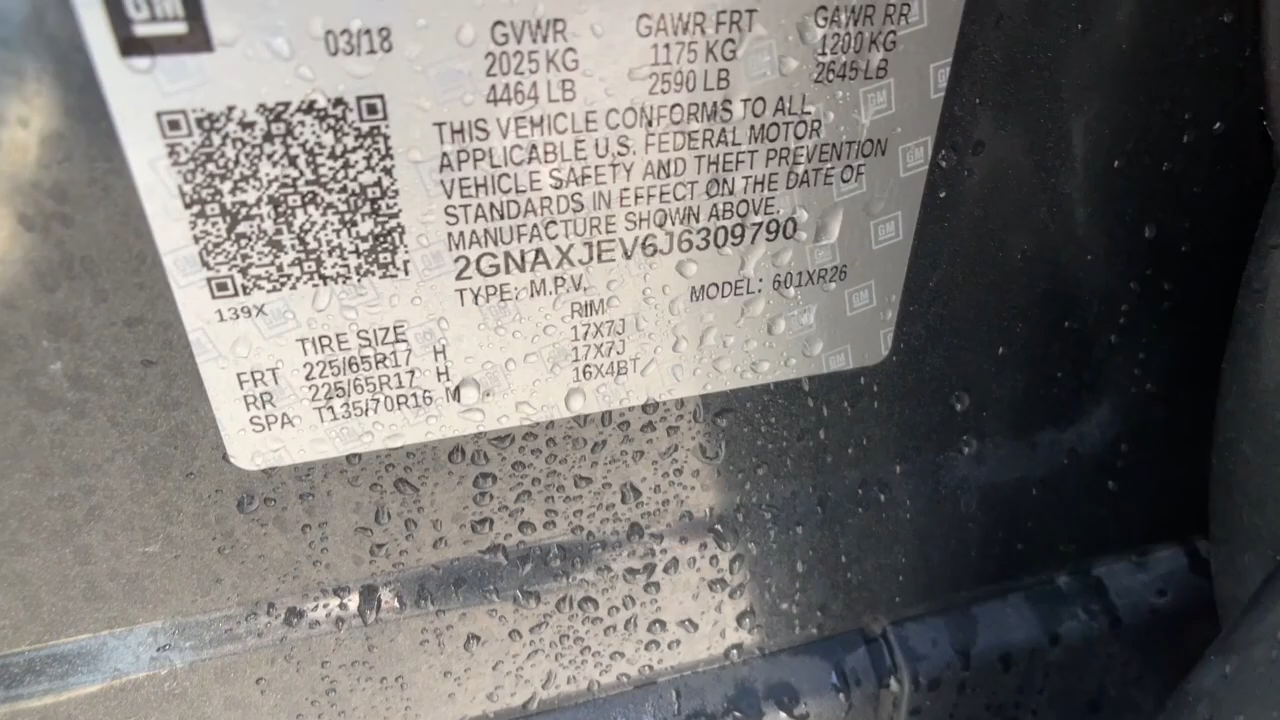 GM
03/18 GVWR GAWR FRT GAWR RR
2025 KG 1175 KG 1200 KG
4464 LB 2590 LB 2645 LB
THIS VEHICLE CONFORMS TO ALL
APPLICABLE U.S. FEDERAL MOTOR
VEHICLE SAFETY AND THEFT PREVENTION
STANDARDS IN EFFECT ON THE DATE OF
MANUFACTURE SHOWN ABOVE.
2GNAXJEV6J6309790
TYPE: M.P.V. MODEL: 601XR26
139X
TIRE SIZE RIM
FRT 225/65R17 H 17X7J
RR 225/65R17 H 17X7J
SPA T135/70R16 M 16X4BT